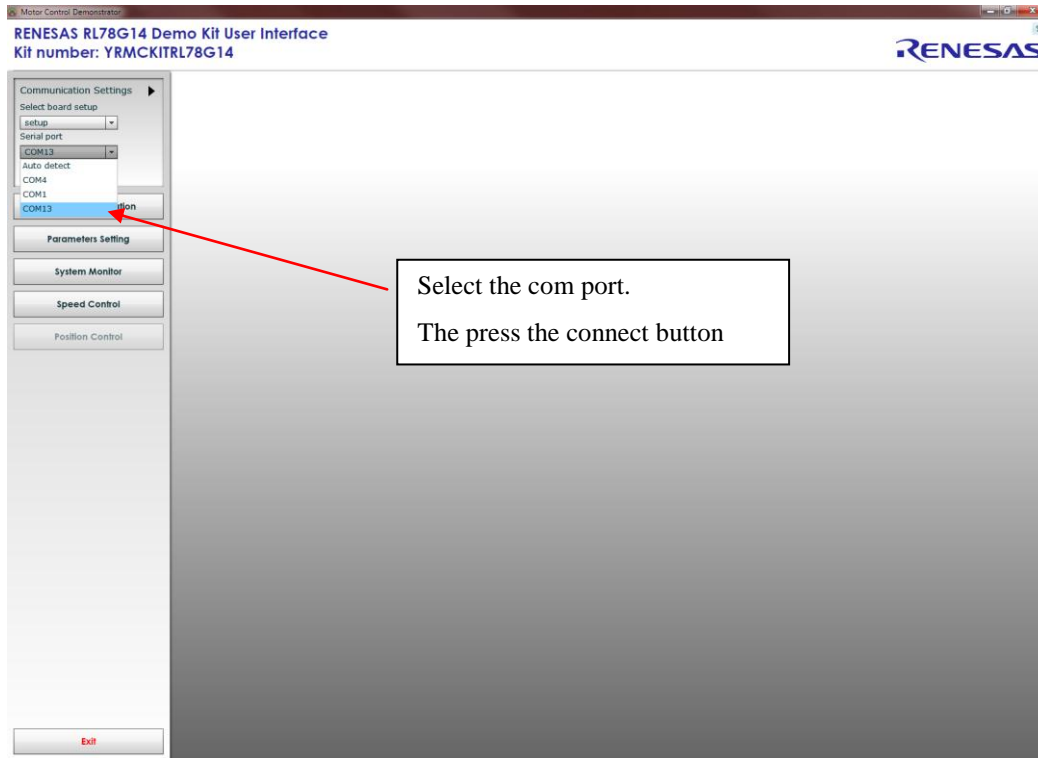 Motor Control Demonstrator
RENESAS RL78G14 Demo Kit User Interface
Kit number: YRMCKITRL78G14
RENESAS
Communication Settings
Select board setup
setup
Serial port
COM13
Auto detect
COM4
COM1
COM13
Parameters Setting
System Monitor
Speed Control
Position Control
Select the com port.
The press the connect button
Exit